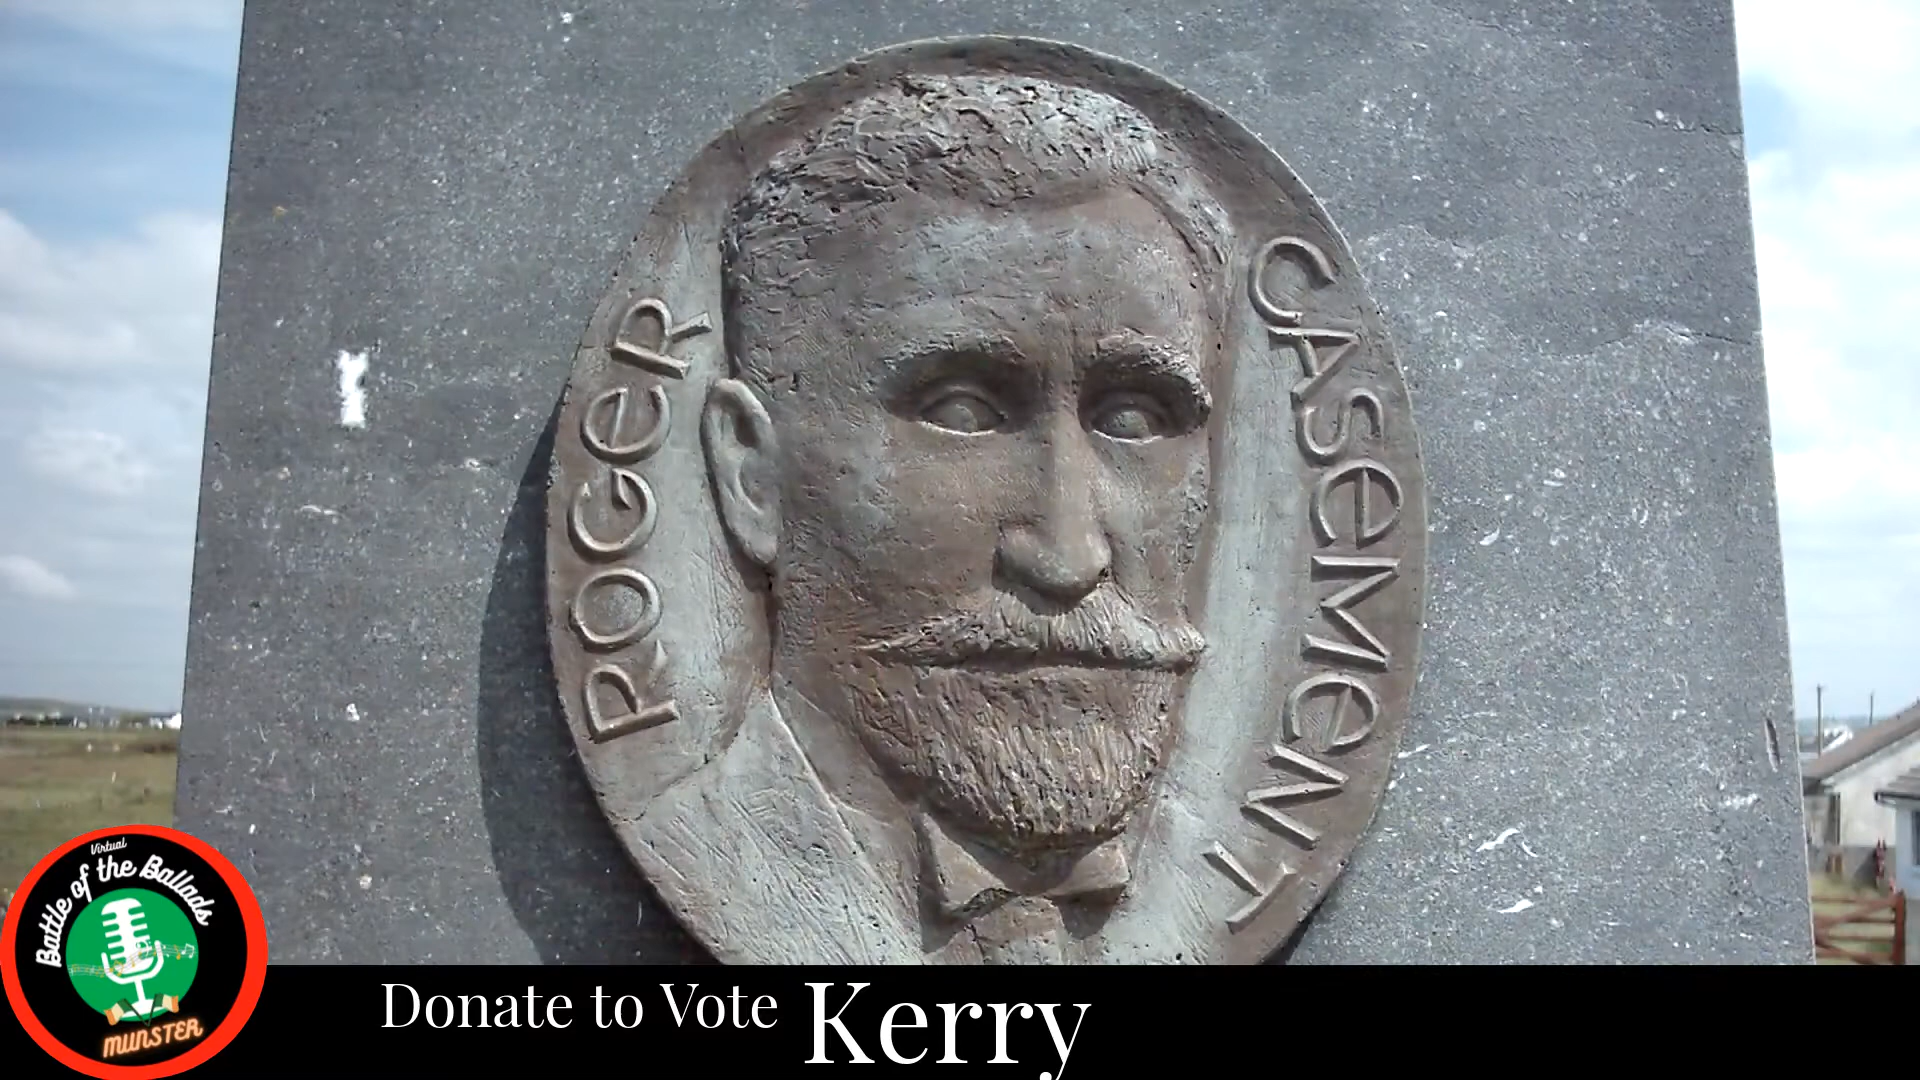 ROGER
CASEMENT
Virtual
Battle of the Ballads
MUNSTER
Donate to Vote Kerry